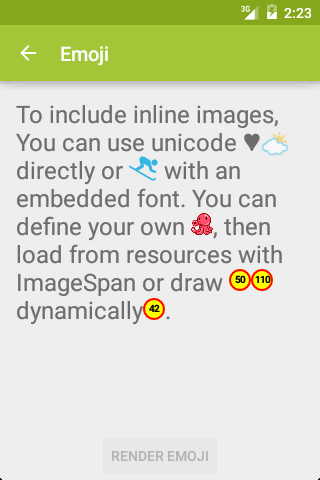 3G 2:23
Emoji
To include inline images,
You can use unicode ♥⛅
directly or ⛷ with an
embedded font. You can
define your own 🐙, then
load from resources with
ImageSpan or draw 50 110
dynamically 42.
RENDER EMOJI